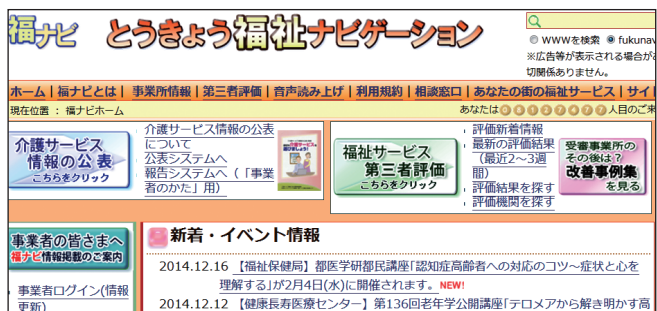 福ナビ とうきょう福祉ナビゲーション
WWWを検索 fukunav
※広告等が表示される場合が
切関係ありません。
ホーム | 福ナビとは | 事業所情報 | 第三者評価 | 音声読み上げ | 利用規約 | 相談窓口 | あなたの街の福祉サービス | サイト
現在位置 : 福ナビホーム
あなたは 人目のご来
介護サービス
情報の公表
こちらをクリック
介護サービス情報の公表
について
公表システムへ
報告システムへ(「事業
者のかた」用)
福祉サービス
第三者評価
こちらをクリック
評価新着情報
最新の評価結果
(最近2~3週
間)
評価結果を探す
評価機関を探す
受審事業所の
その後は?
改善事例集
を見る
事業者の皆さまへ
福ナビ情報掲載のご案内
事業者ログイン(情報
更新)
新着・イベント情報
2014.12.16 【福祉保健局】都医学研都民講座「認知症高齢者への対応のコツ~症状と心を
理解する」が2月4日(水)に開催されます。NEW!
2014.12.12 【健康長寿医療センター】第136回老年学公開講座「テロメアから解き明かす高